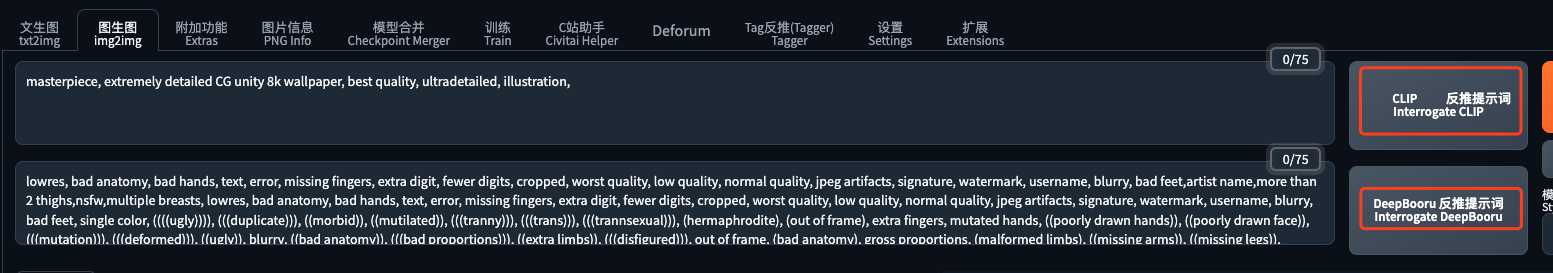 文生图 图生图 附加功能 图片信息 模型合并 训练 C站助手 Deforum Tag反推(Tagger) 设置 扩展
txt2img img2img Extras PNG Info Checkpoint Merger Train Civitai Helper Tagger Settings Extensions
0/75
masterpiece, extremely detailed CG unity 8k wallpaper, best quality, ultradetailed, illustration,
CLIP 反推提示词
Interrogate CLIP
0/75
lowres, bad anatomy, bad hands, text, error, missing fingers, extra digit, fewer digits, cropped, worst quality, low quality, normal quality, jpeg artifacts, signature, watermark, username, blurry, bad feet,artist name,more than
2 thighs,nsfw,multiple breasts, lowres, bad anatomy, bad hands, text, error, missing fingers, extra digit, fewer digits, cropped, worst quality, low quality, normal quality, jpeg artifacts, signature, watermark, username, blurry,
bad feet, single color, ((((ugly)))), (((duplicate))), ((morbid)), ((mutilated)), (((tranny))), (((trans))), (((trannsexual))), (hermaphrodite), (out of frame), extra fingers, mutated hands, ((poorly drawn hands)), ((poorly drawn face)),
(((mutation))), (((deformed))), ((ugly)), blurry, ((bad anatomy)), (((bad proportions))), ((extra limbs)), (((disfigured))), out of frame, (bad anatomy), gross proportions, (malformed limbs), ((missing arms)), ((missing legs)),
DeepBooru 反推提示词
Interrogate DeepBooru
模
St